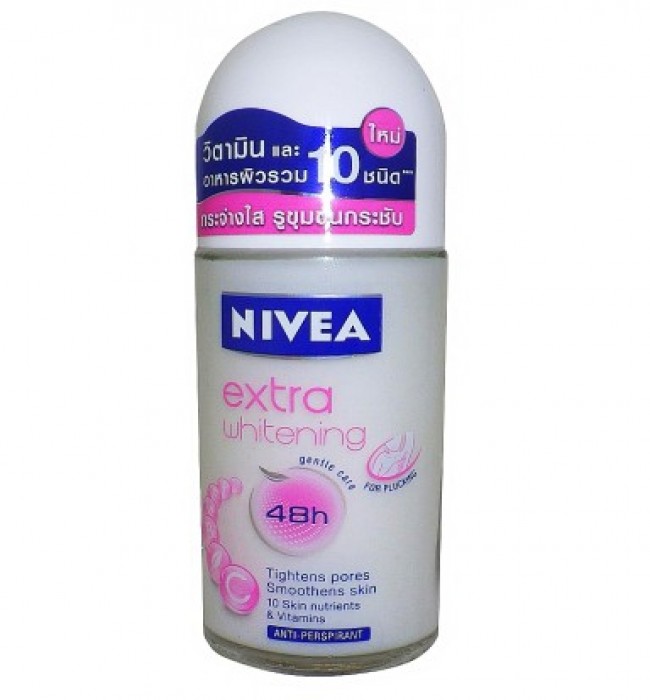 ใหม่
วิตามิน และ 10
อาหารผิวรวม ชนิด****
กระจ่างใส รูขุมขนกระชับ
NIVEA
extra
whitening
gentle care
FOR PLUCKING
48h
C
Tightens pores
Smoothens skin
10 Skin nutrients
& Vitamins
ANTI-PERSPIRANT